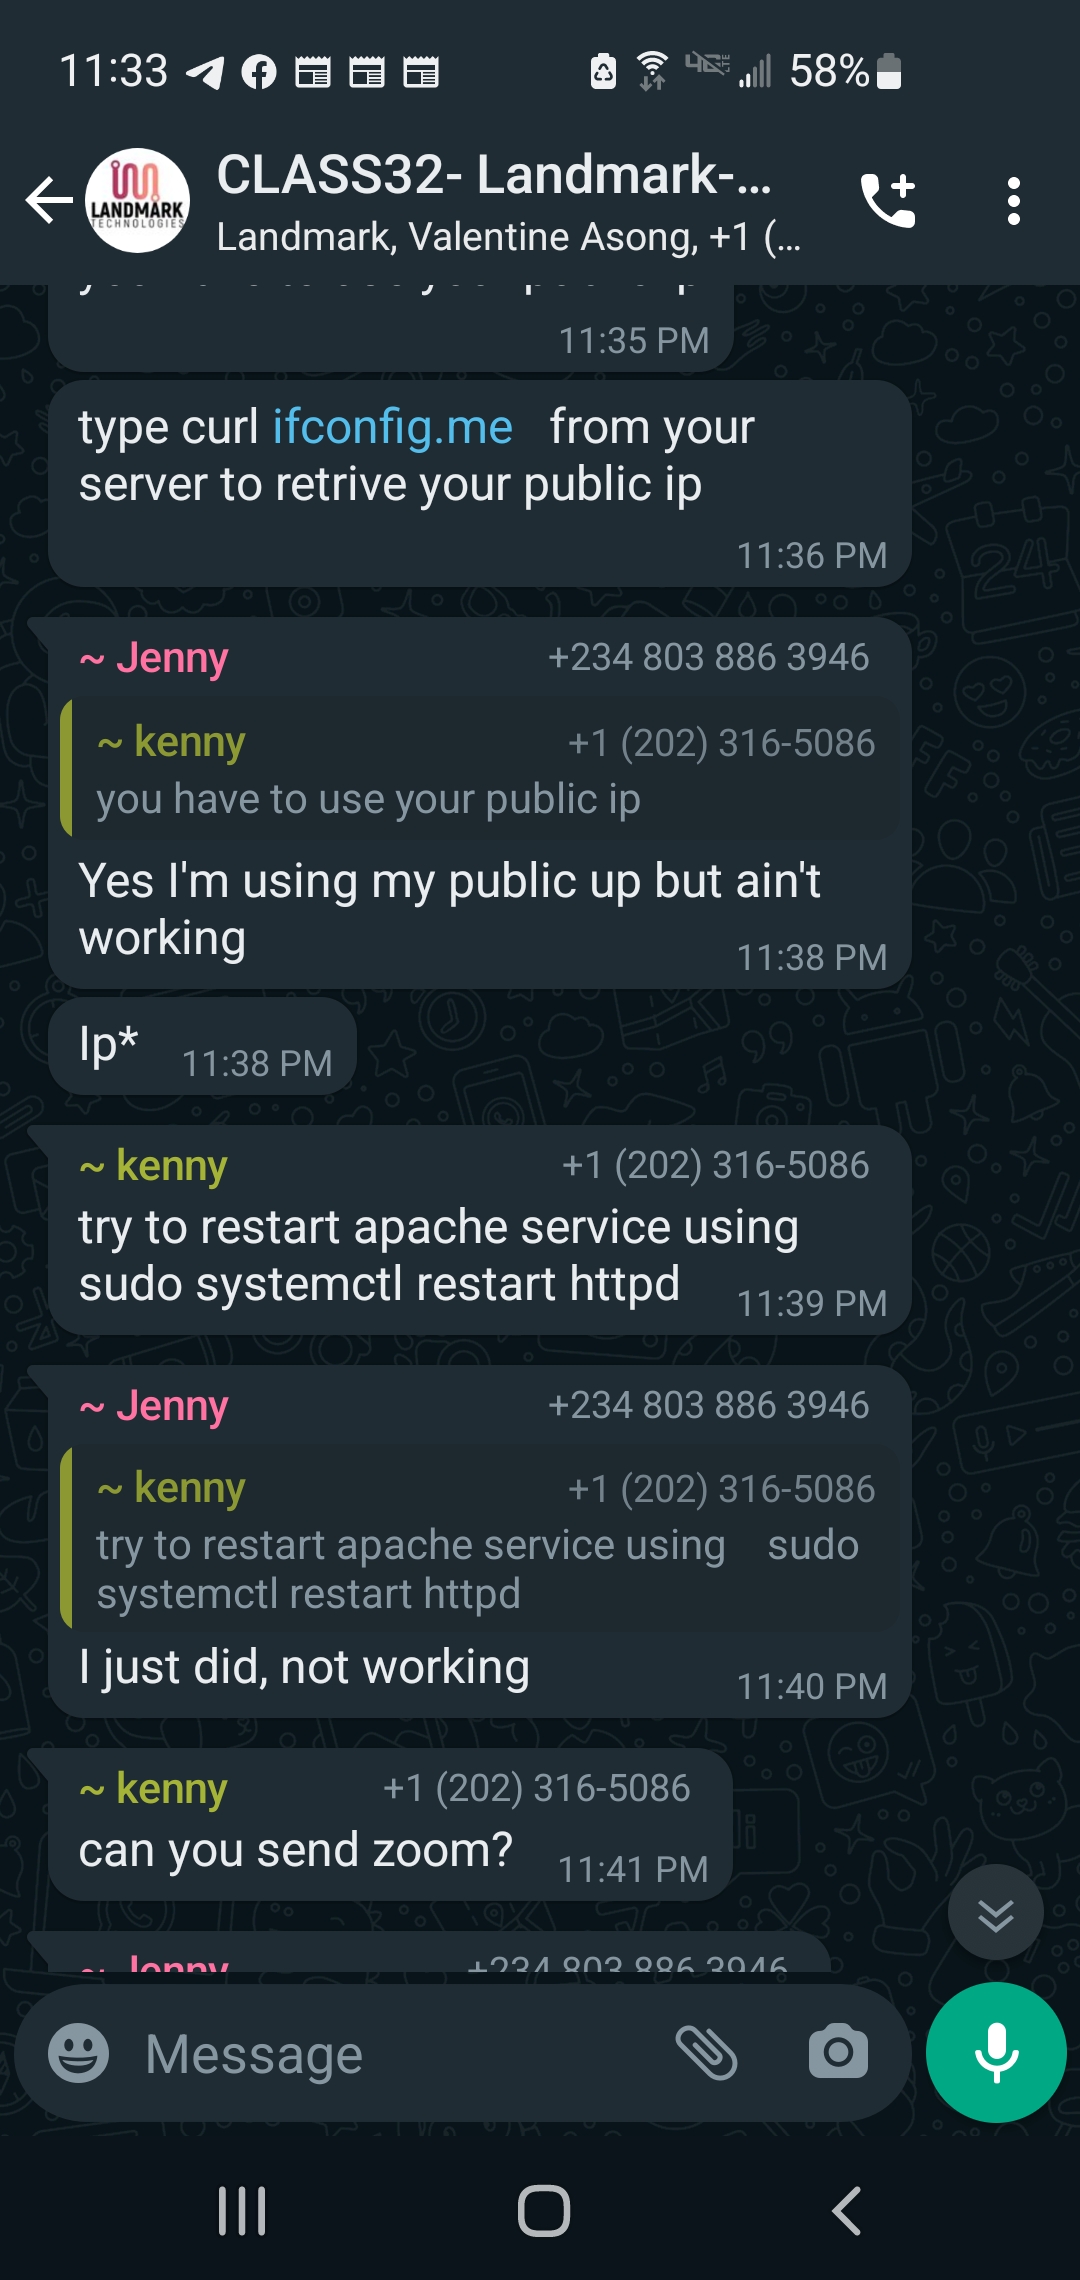 11:33
58%
CLASS32- Landmark-...
LANDMARK
TECHNOLOGIES
Landmark, Valentine Asong, +1 (...
11:35 PM
type curl ifconfig.me from your
server to retrive your public ip
11:36 PM
~ Jenny +234 803 886 3946
~ kenny +1 (202) 316-5086
you have to use your public ip
Yes I'm using my public up but ain't
working
11:38 PM
Ip* 11:38 PM
~ kenny +1 (202) 316-5086
try to restart apache service using
sudo systemctl restart httpd 11:39 PM
~ Jenny +234 803 886 3946
~ kenny +1 (202) 316-5086
try to restart apache service using sudo
systemctl restart httpd
I just did, not working
11:40 PM
~ kenny +1 (202) 316-5086
can you send zoom? 11:41 PM
~ Jenny +234 803 886 3946
Message